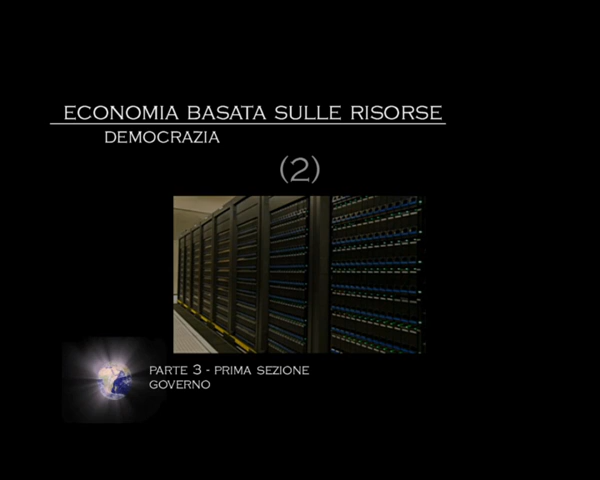 ECONOMIA BASATA SULLE RISORSE
DEMOCRAZIA
(2)
PARTE 3 - PRIMA SEZIONE
GOVERNO